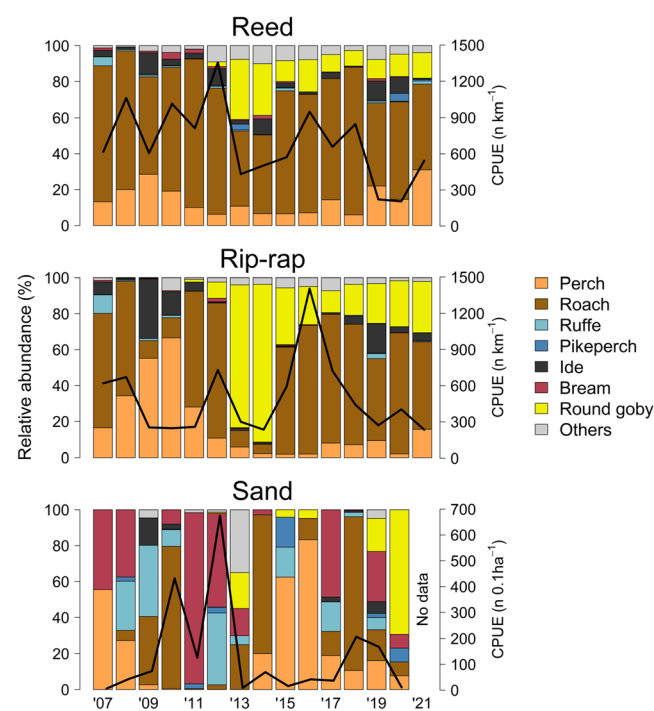 Reed
100
80
60
40
20
0
1500
1200
900
600
300
0
CPUE (n km⁻¹)
Rip-rap
100
80
60
40
20
0
1500
1200
900
600
300
0
CPUE (n km⁻¹)
Relative abundance (%)
Perch
Roach
Ruffe
Pikeperch
Ide
Bream
Round goby
Others
Sand
100
80
60
40
20
0
700
600
500
400
300
200
100
0
No data
CPUE (n 0.1ha⁻¹)
'07 '09 '11 '13 '15 '17 '19 '21